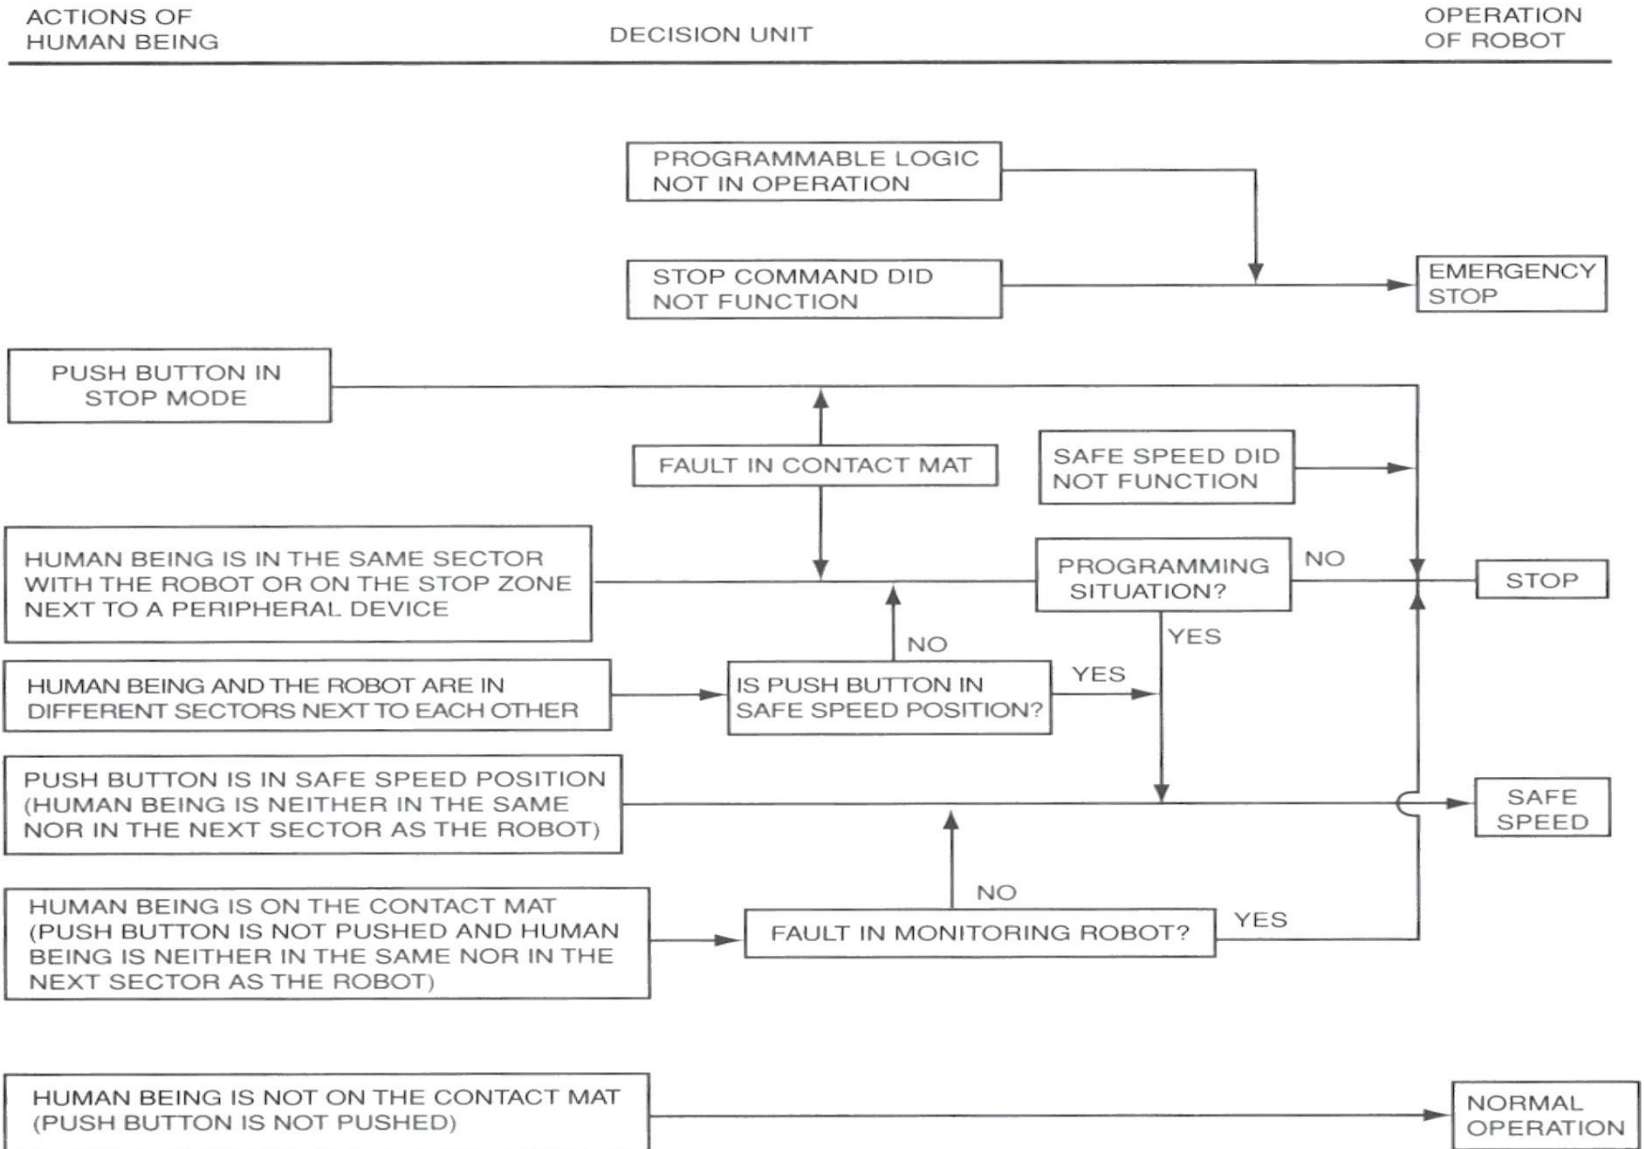 ACTIONS OF
HUMAN BEING
DECISION UNIT
OPERATION
OF ROBOT
PROGRAMMABLE LOGIC
NOT IN OPERATION
STOP COMMAND DID
NOT FUNCTION
EMERGENCY
STOP
PUSH BUTTON IN
STOP MODE
FAULT IN CONTACT MAT
SAFE SPEED DID
NOT FUNCTION
HUMAN BEING IS IN THE SAME SECTOR
WITH THE ROBOT OR ON THE STOP ZONE
NEXT TO A PERIPHERAL DEVICE
PROGRAMMING
SITUATION?
NO
STOP
YES
NO
HUMAN BEING AND THE ROBOT ARE IN
DIFFERENT SECTORS NEXT TO EACH OTHER
IS PUSH BUTTON IN
SAFE SPEED POSITION?
YES
PUSH BUTTON IS IN SAFE SPEED POSITION
(HUMAN BEING IS NEITHER IN THE SAME
NOR IN THE NEXT SECTOR AS THE ROBOT)
SAFE
SPEED
NO
HUMAN BEING IS ON THE CONTACT MAT
(PUSH BUTTON IS NOT PUSHED AND HUMAN
BEING IS NEITHER IN THE SAME NOR IN THE
NEXT SECTOR AS THE ROBOT)
FAULT IN MONITORING ROBOT?
YES
HUMAN BEING IS NOT ON THE CONTACT MAT
(PUSH BUTTON IS NOT PUSHED)
NORMAL
OPERATION